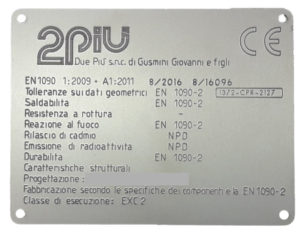 2PIÙ
CE
Due Più s.n.c. di Gusmini Giovanni e figli
EN1090 1:2009 + A1:2011 8/2016 8/16096
Tolleranze sui dati geometrici EN 1090-2 1372-CPR-2127
Saldabilità EN 1090-2
Resistenza a rottura -
Reazione al fuoco EN 1090-2
Rilascio di cadmio NPD
Emissione di radioattività NPD
Durabilità EN 1090-2
Caratteristiche strutturali
Progettazione :
Fabbricazione secondo le specifiche dei componenti e la EN 1090-2
Classe di esecuzione: EXC 2